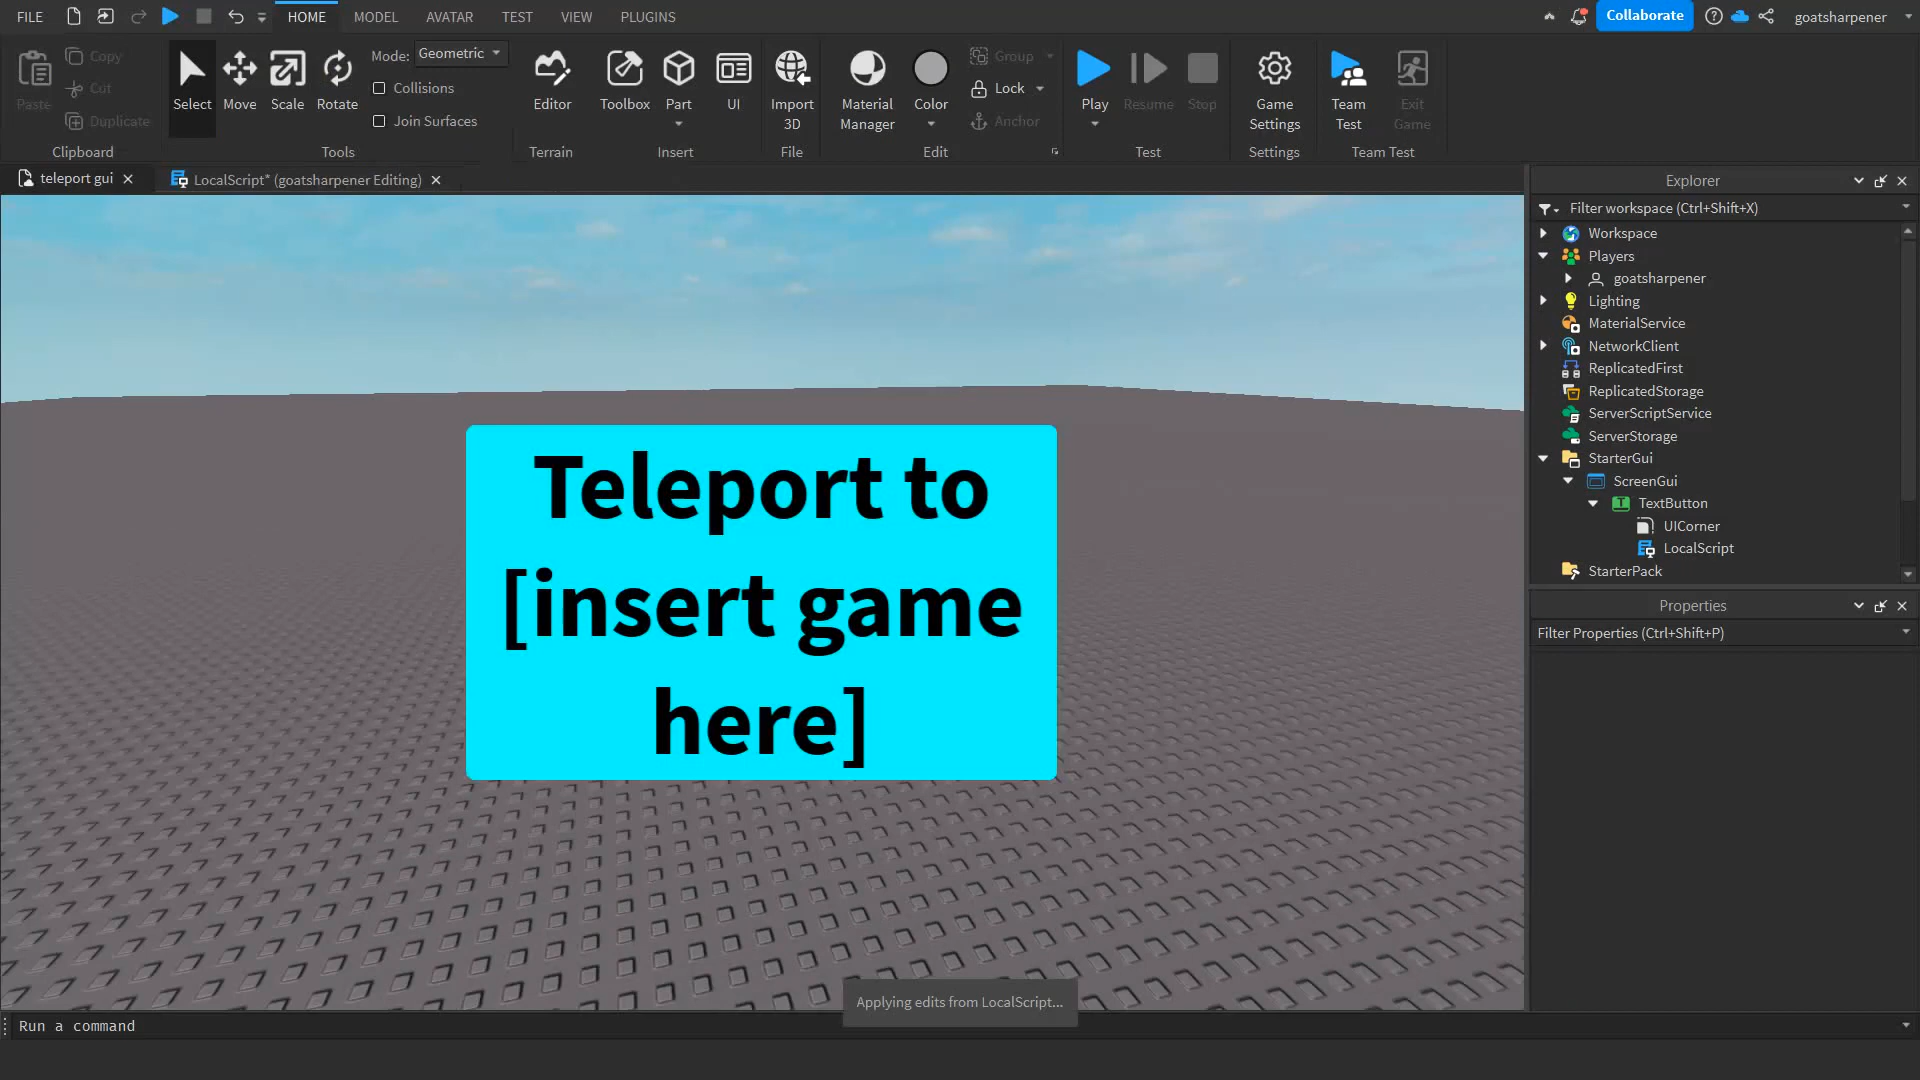 FILE
HOME
MODEL
AVATAR
TEST
VIEW
PLUGINS
Collaborate
goatsharpener
Paste
Copy
Cut
Duplicate
Clipboard
Select
Move
Scale
Rotate
Mode: Geometric
Collisions
Join Surfaces
Tools
Editor
Terrain
Toolbox
Part
UI
Insert
Import
3D
File
Material
Manager
Color
Group
Lock
Anchor
Edit
Play
Resume
Stop
Test
Game
Settings
Settings
Team
Test
Exit
Game
Team Test
teleport gui
LocalScript* (goatsharpener Editing)
Teleport to
[insert game
here]
Applying edits from LocalScript...
Run a command
Explorer
Filter workspace (Ctrl+Shift+X)
Workspace
Players
goatsharpener
Lighting
MaterialService
NetworkClient
ReplicatedFirst
ReplicatedStorage
ServerScriptService
ServerStorage
StarterGui
ScreenGui
TextButton
UICorner
LocalScript
StarterPack
Properties
Filter Properties (Ctrl+Shift+P)